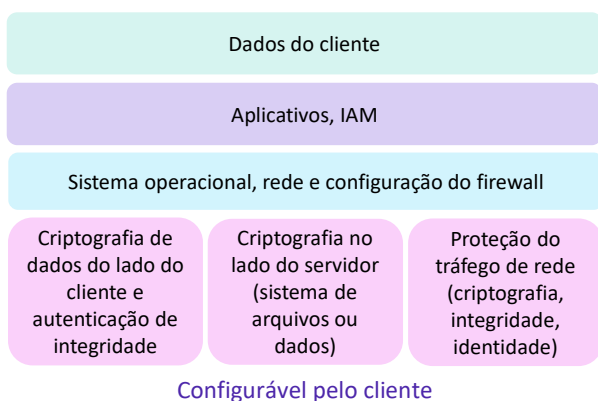 Dados do cliente
Aplicativos, IAM
Sistema operacional, rede e configuração do firewall
Criptografia de
dados do lado do
cliente e
autenticação de
integridade
Criptografia no
lado do servidor
(sistema de
arquivos ou
dados)
Proteção do
tráfego de rede
(criptografia,
integridade,
identidade)
Configurável pelo cliente